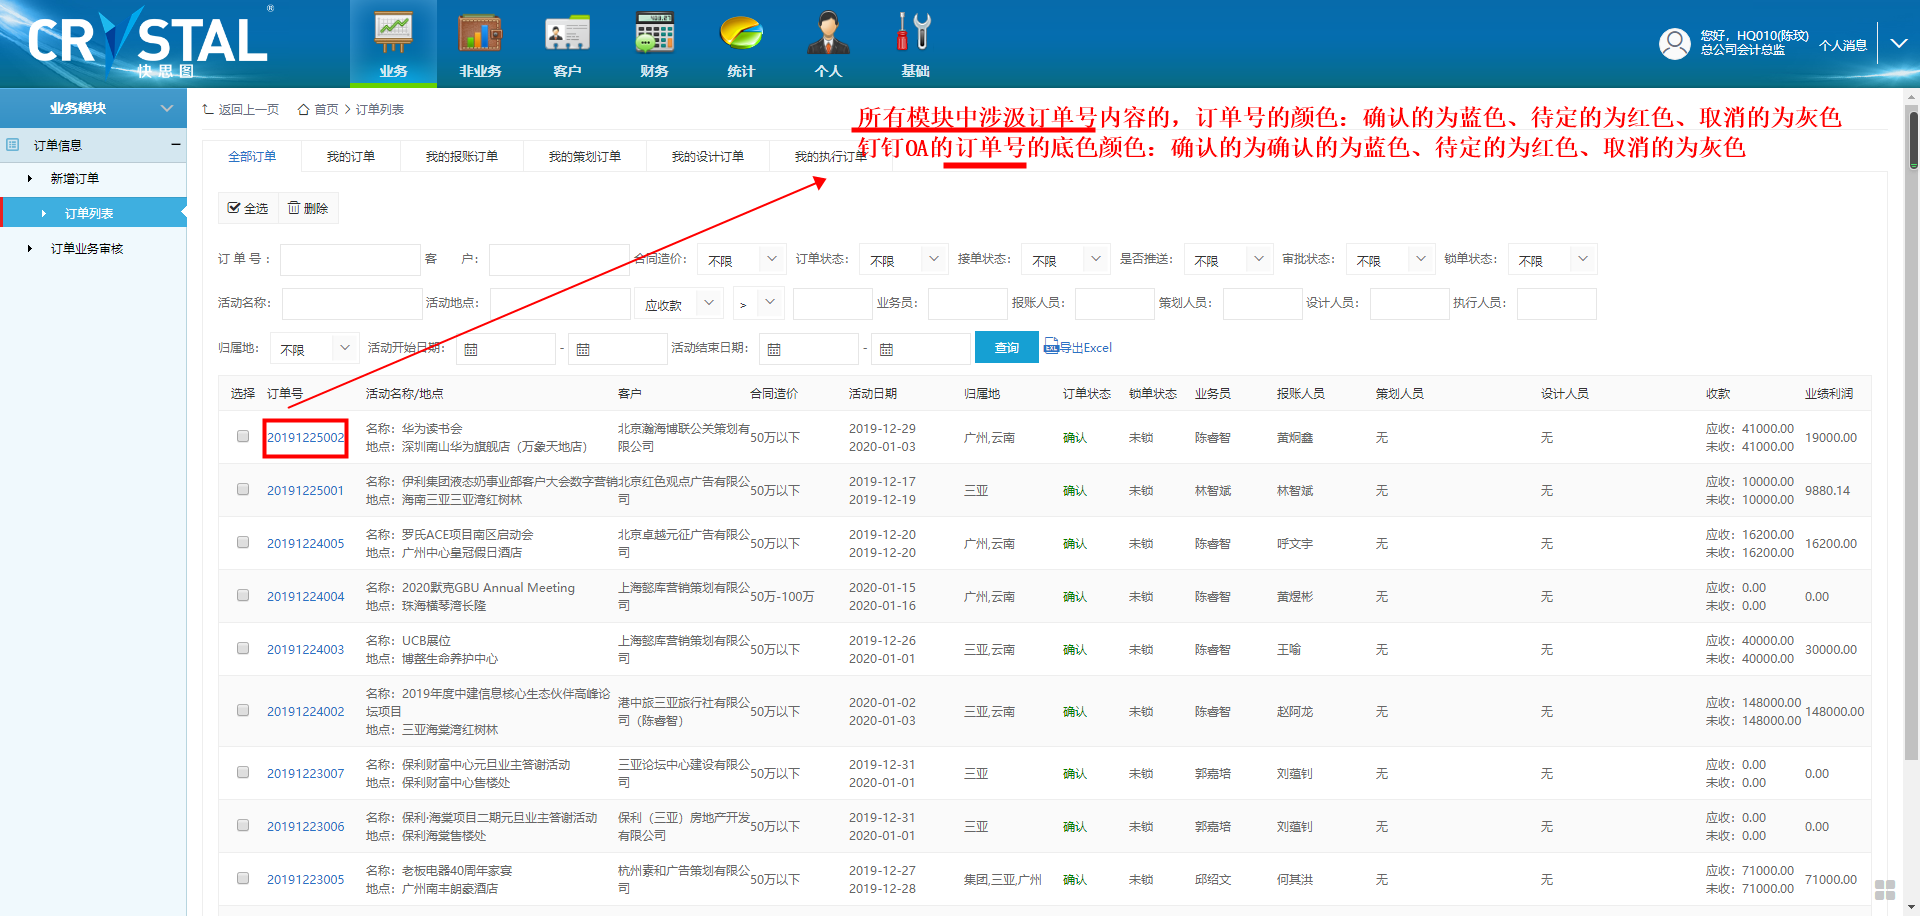 CRYSTAL
®
快思图
业务
非业务
客户
财务
统计
个人
基础
您好，HQ010(陈玟)
总公司会计总监
个人消息
业务模块
订单信息
新增订单
订单列表
订单业务审核
返回上一页 首页 > 订单列表
所有模块中涉汲订单号内容的，订单号的颜色：确认的为蓝色、待定的为红色、取消的为灰色
钉钉OA的订单号的底色颜色：确认的为确认的为蓝色、待定的为红色、取消的为灰色
全部订单 我的订单 我的报账订单 我的策划订单 我的设计订单 我的执行订单
全选 删除
订 单 号： 客 户： 合同造价： 不限 订单状态： 不限 接单状态： 不限 是否推送： 不限 审批状态： 不限 锁单状态： 不限
活动名称： 活动地点： 应收款 > 业务员： 报账人员： 策划人员： 设计人员： 执行人员：
归属地： 不限 活动开始日期： - 活动结束日期： - 查询 导出Excel
选择 订单号 活动名称/地点 客户 合同造价 活动日期 归属地 订单状态 锁单状态 业务员 报账人员 策划人员 设计人员 收款 业绩利润
20191225002 名称：华为读书会 北京瀚海博联公关策划有 50万以下 2019-12-29 广州,云南 确认 未锁 陈睿智 黄炯鑫 无 无 应收：41000.00 19000.00
地点：深圳南山华为旗舰店（万象天地店） 限公司 2020-01-03 未收：41000.00
20191225001 名称：伊利集团液态奶事业部客户大会数字营销 北京红色观点广告有限公 50万以下 2019-12-17 三亚 确认 未锁 林智斌 林智斌 无 无 应收：10000.00 9880.14
地点：海南三亚三亚湾红树林 司 2019-12-19 未收：10000.00
20191224005 名称：罗氏ACE项目南区启动会 北京卓越元征广告有限公 50万以下 2019-12-20 广州,云南 确认 未锁 陈睿智 呼文宇 无 无 应收：16200.00 16200.00
地点：广州中心皇冠假日酒店 司 2019-12-20 未收：16200.00
20191224004 名称：2020默克GBU Annual Meeting 上海懿库营销策划有限公 50万-100万 2020-01-15 广州,云南 确认 未锁 陈睿智 黄煜彬 无 无 应收：0.00 0.00
地点：珠海横琴湾长隆 司 2020-01-16 未收：0.00
20191224003 名称：UCB展位 上海懿库营销策划有限公 50万以下 2019-12-26 三亚,云南 确认 未锁 陈睿智 王喻 无 无 应收：40000.00 30000.00
地点：博鳌生命养护中心 司 2020-01-01 未收：40000.00
20191224002 名称：2019年度中建信息核心生态伙伴高峰论 港中旅三亚旅行社有限公 50万以下 2020-01-02 三亚,云南 确认 未锁 陈睿智 赵阿龙 无 无 应收：148000.00 148000.00
坛项目 司（陈睿智） 2020-01-03 未收：148000.00
地点：三亚海棠湾红树林
20191223007 名称：保利财富中心元旦业主答谢活动 三亚论坛中心建设有限公 50万以下 2019-12-31 三亚 确认 未锁 郭嘉培 刘蕴钊 无 无 应收：0.00 0.00
地点：保利财富中心售楼处 司 2020-01-01 未收：0.00
20191223006 名称：保利·海棠项目二期元旦业主答谢活动 保利（三亚）房地产开发 50万以下 2019-12-31 三亚 确认 未锁 郭嘉培 刘蕴钊 无 无 应收：0.00 0.00
地点：保利海棠售楼处 有限公司 2020-01-01 未收：0.00
20191223005 名称：老板电器40周年家宴 杭州素和广告策划有限公 50万以下 2019-12-27 集团,三亚,广州 确认 未锁 邱绍文 何其洪 无 无 应收：71000.00 71000.00
地点：广州南丰朗豪酒店 司 2019-12-28 未收：71000.00